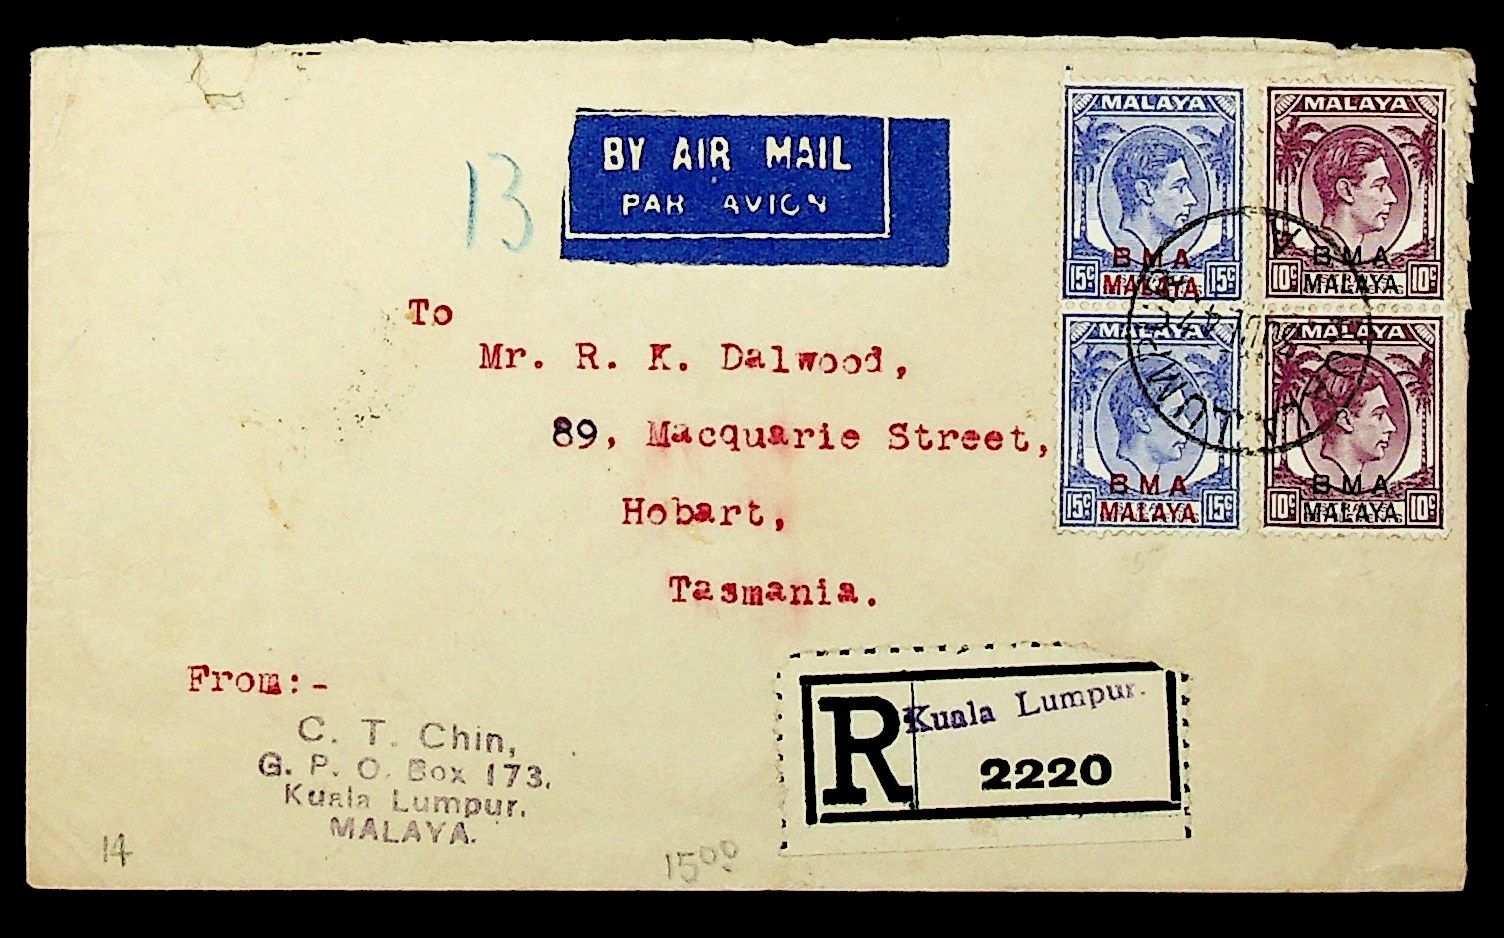 13
BY AIR MAIL
PAR AVION
MALAYA
BMA
15c MALAYA 15c
MALAYA
BMA
10c MALAYA 10c
MALAYA
BMA
15c MALAYA 15c
MALAYA
BMA
10c MALAYA 10c
To
Mr. R. K. Dalwood,
89, Macquarie Street,
Hobart,
Tasmania.
From:-
C. T. Chin,
G. P. O. Box 173.
Kuala Lumpur.
MALAYA.
R Kuala Lumpur.
2220
14
15⁰⁰